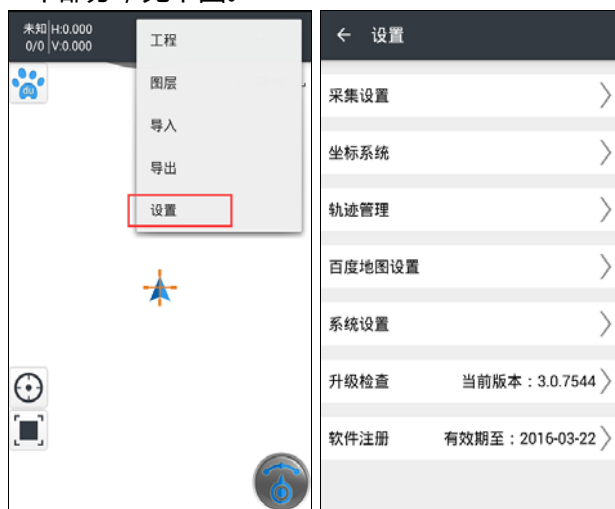 未知 H:0.000
0/0 V:0.000
du
工程
图层
导入
导出
设置
设置
采集设置
坐标系统
轨迹管理
百度地图设置
系统设置
升级检查 当前版本：3.0.7544
软件注册 有效期至：2016-03-22